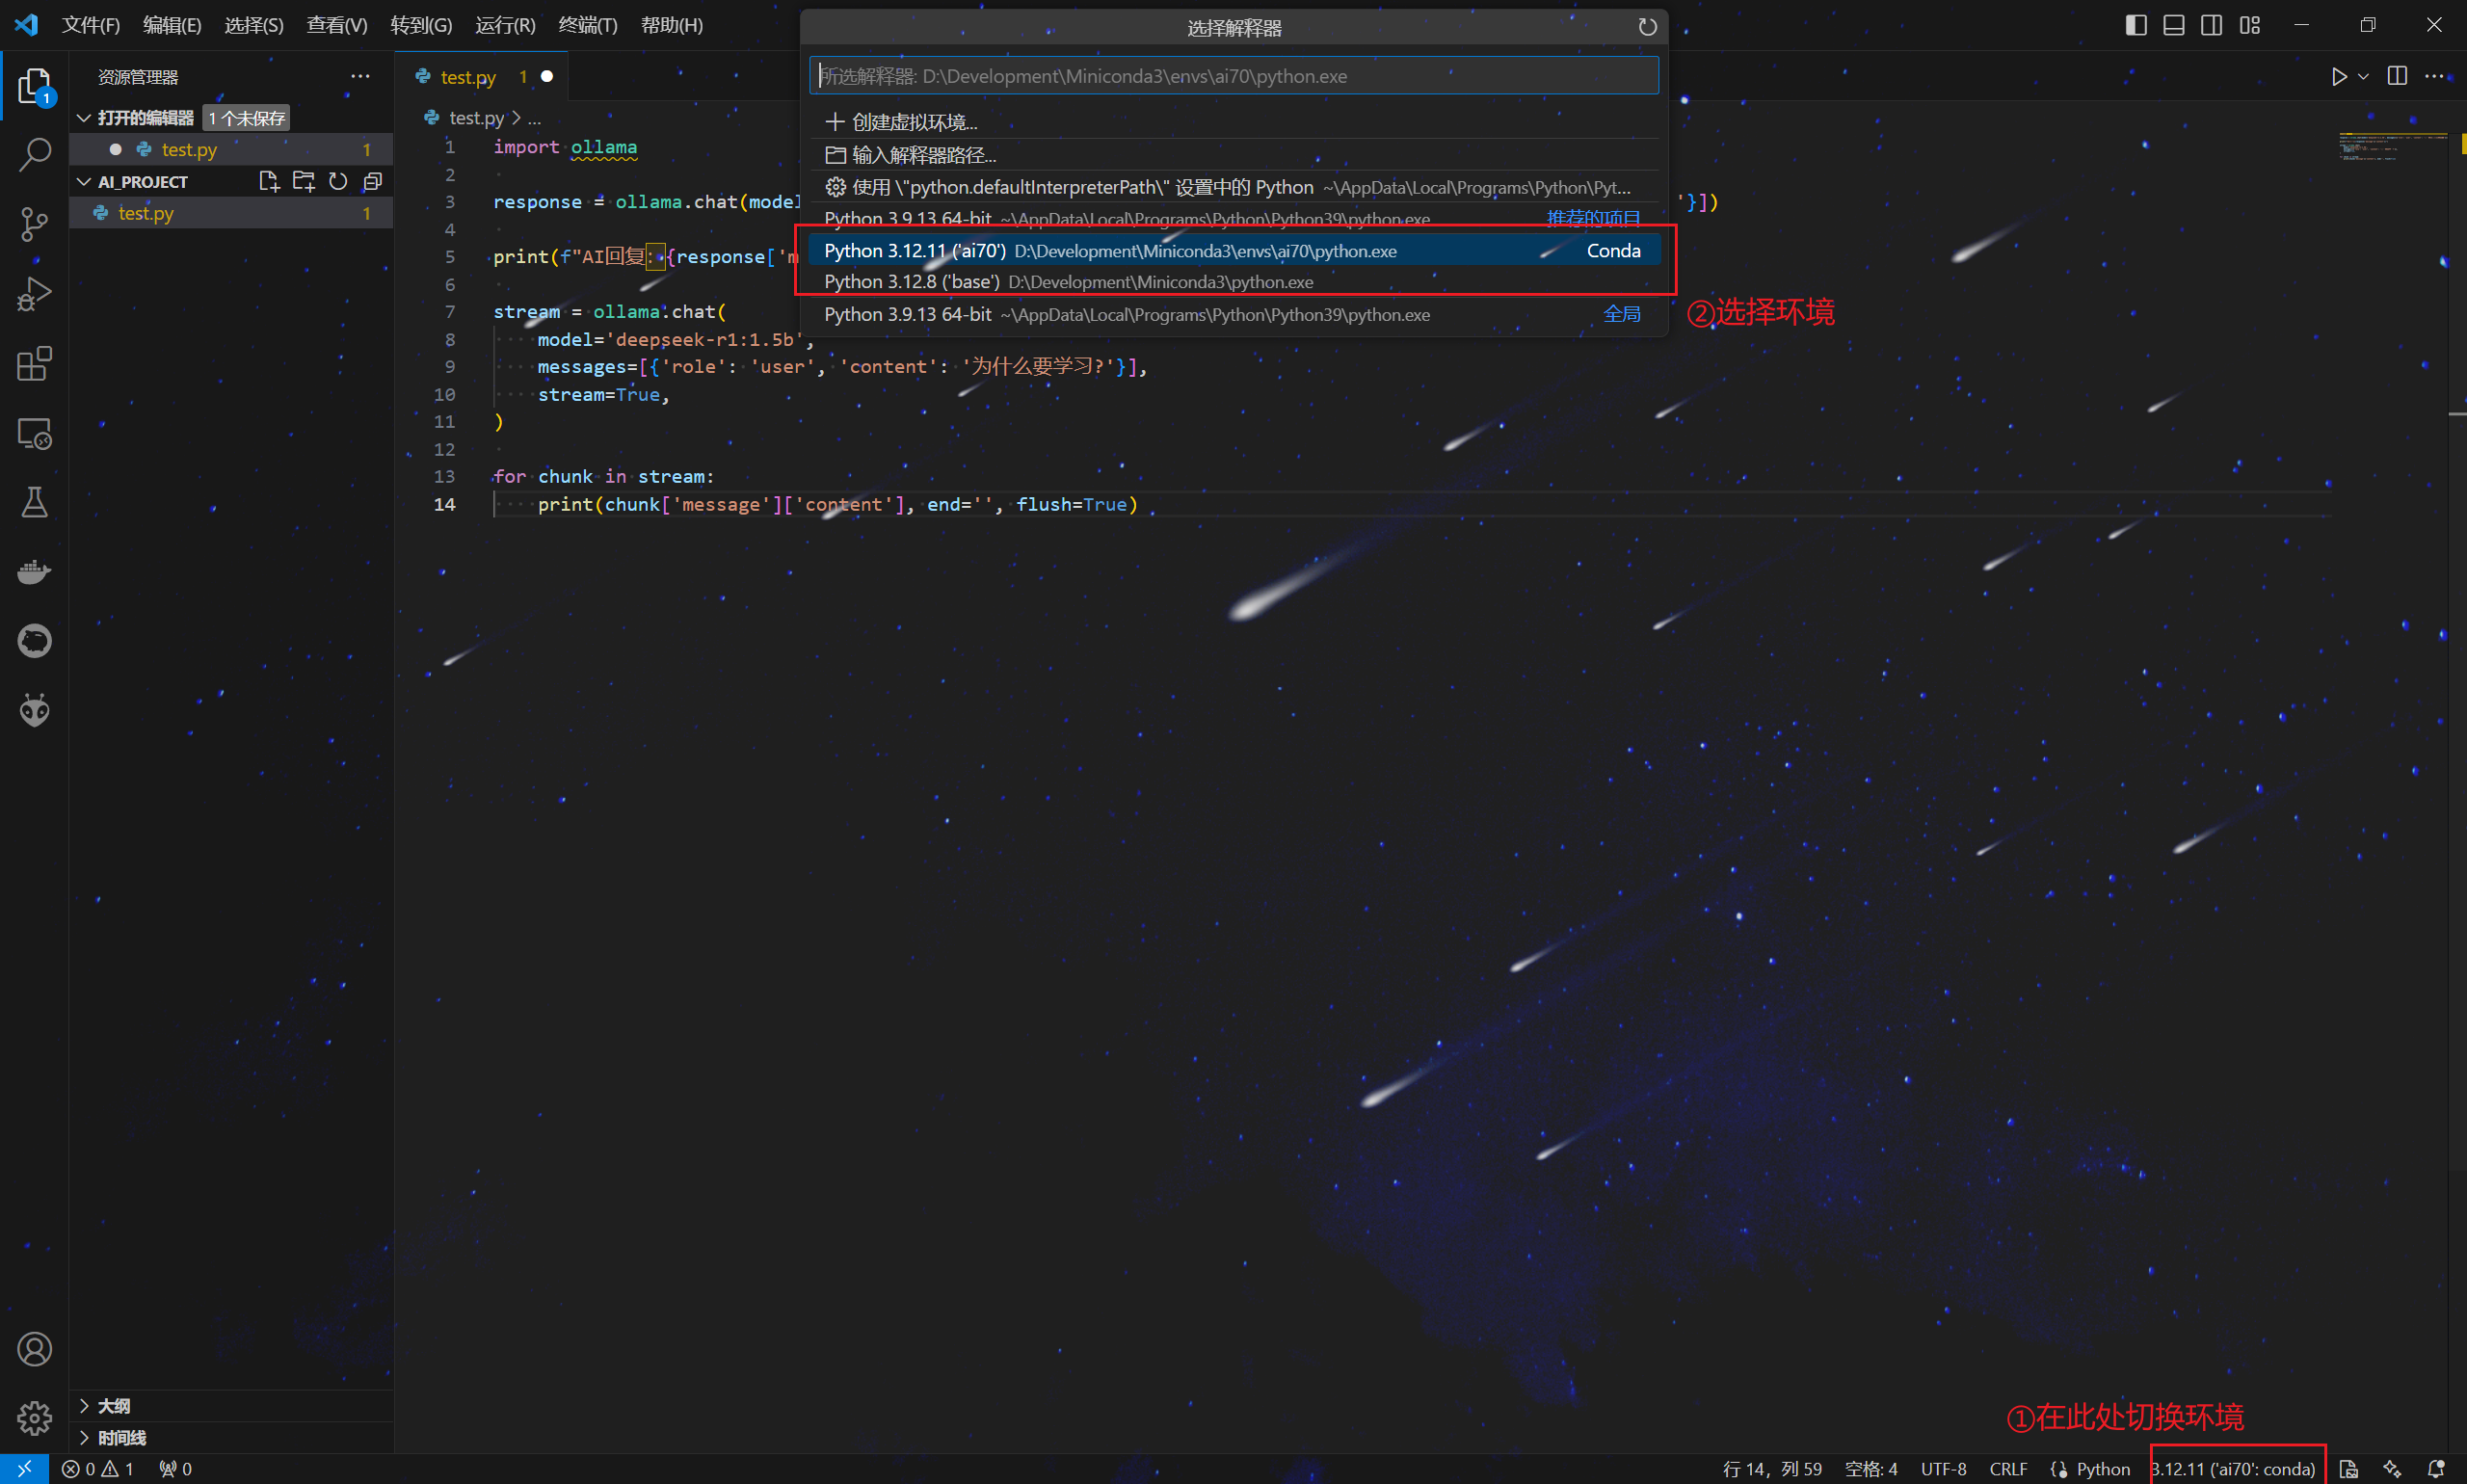 文件(F) 编辑(E) 选择(S) 查看(V) 转到(G) 运行(R) 终端(T) 帮助(H)
选择解释器
所选解释器: D:\Development\Miniconda3\envs\ai70\python.exe
创建虚拟环境...
输入解释器路径...
使用 \"python.defaultInterpreterPath\" 设置中的 Python ~\AppData\Local\Programs\Python\Pyt...
Python 3.9.13 64-bit ~\AppData\Local\Programs\Python\Python39\python.exe 推荐的项目
Python 3.12.11 ('ai70') D:\Development\Miniconda3\envs\ai70\python.exe Conda
Python 3.12.8 ('base') D:\Development\Miniconda3\python.exe
Python 3.9.13 64-bit ~\AppData\Local\Programs\Python\Python39\python.exe 全局
②选择环境
资源管理器
打开的编辑器 1 个未保存
test.py 1
AI_PROJECT
test.py 1
大纲
时间线
1
test.py 1
test.py > ...
1 import ollama
2
3 response = ollama.chat(model '}])
4
5 print(f"AI回复：{response['m
6
7 stream = ollama.chat(
8 model='deepseek-r1:1.5b',
9 messages=[{'role': 'user', 'content': '为什么要学习?'}],
10 stream=True,
11 )
12
13 for chunk in stream:
14 print(chunk['message']['content'], end='', flush=True)
①在此处切换环境
0 1 0 行 14，列 59 空格: 4 UTF-8 CRLF Python 3.12.11 ('ai70': conda)